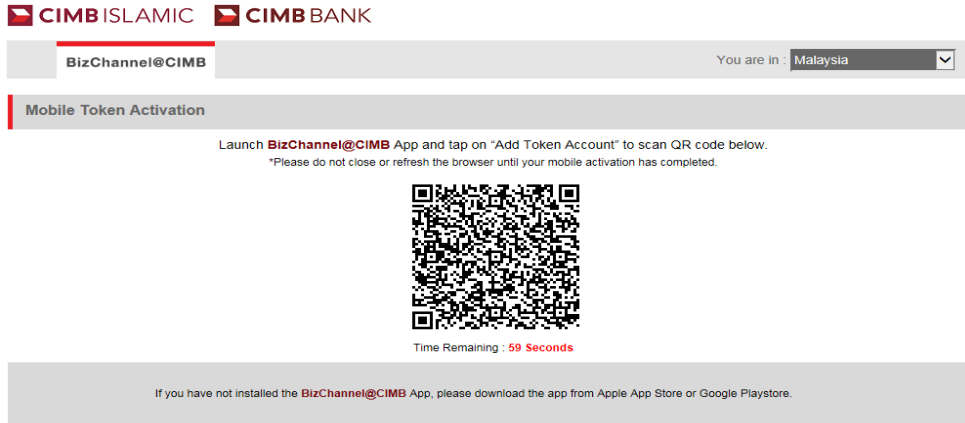 CIMB ISLAMIC CIMB BANK
BizChannel@CIMB You are in : Malaysia
Mobile Token Activation
Launch BizChannel@CIMB App and tap on “Add Token Account” to scan QR code below.
*Please do not close or refresh the browser until your mobile activation has completed.
Time Remaining : 59 Seconds
If you have not installed the BizChannel@CIMB App, please download the app from Apple App Store or Google Playstore.